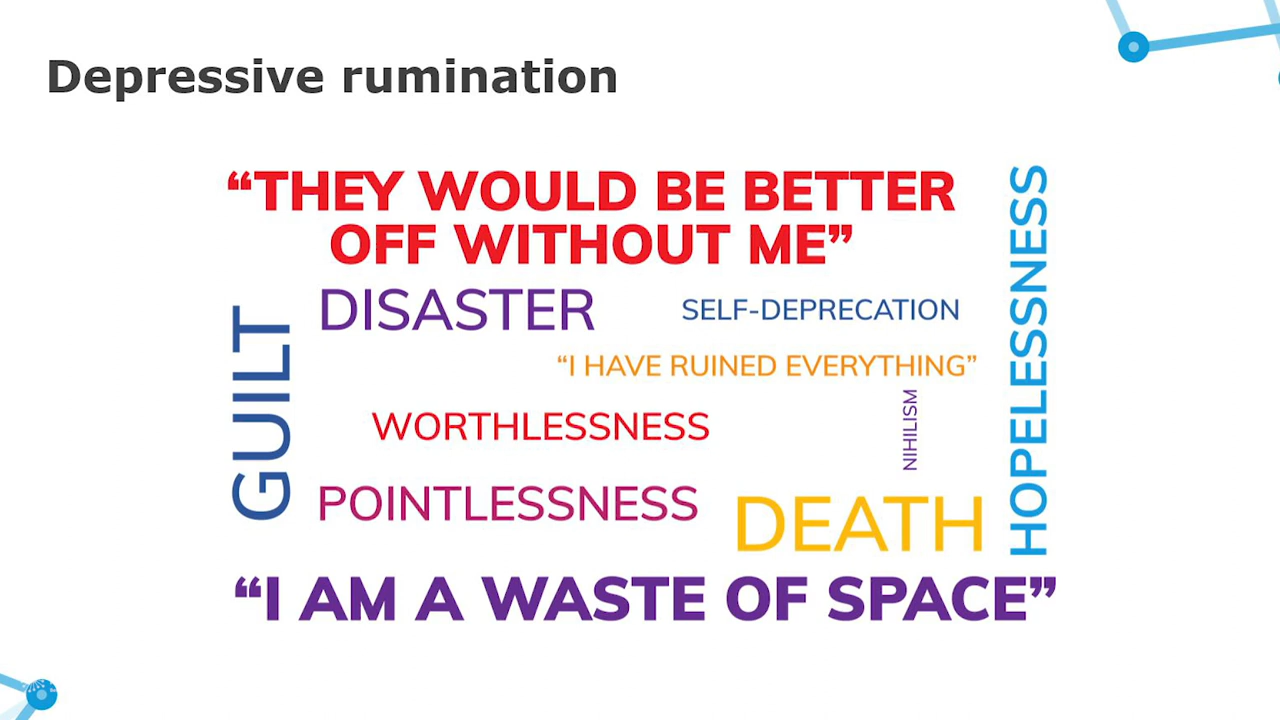 Depressive rumination
“THEY WOULD BE BETTER
OFF WITHOUT ME”
HOPELESSNESS
GUILT
DISASTER
SELF-DEPRECATION
“I HAVE RUINED EVERYTHING”
NIHILISM
WORTHLESSNESS
POINTLESSNESS
DEATH
“I AM A WASTE OF SPACE”